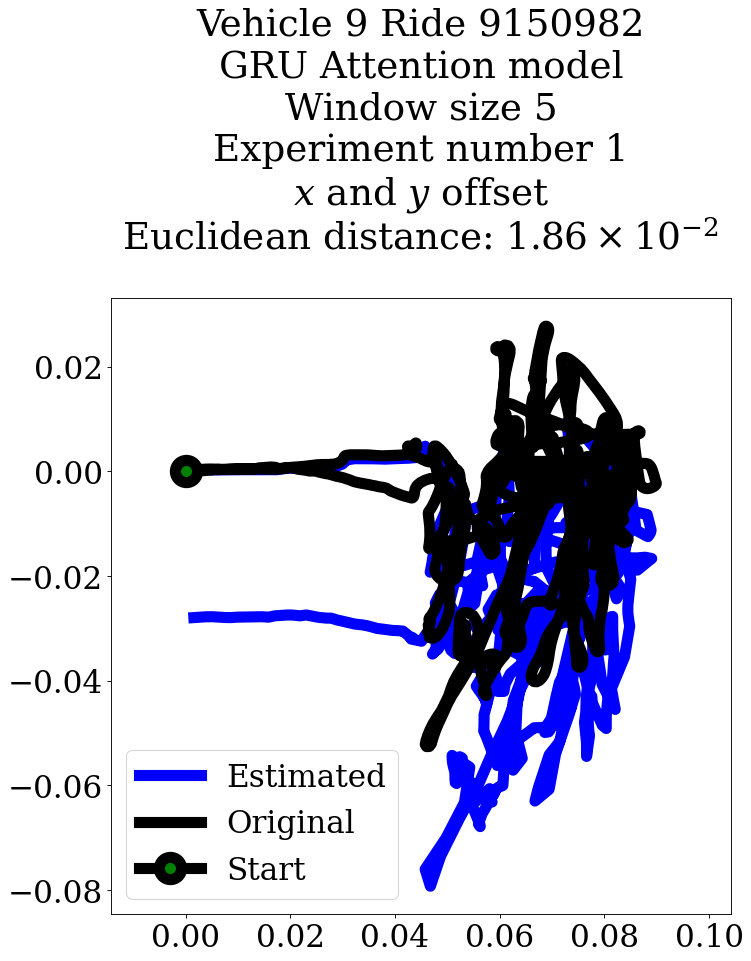 Vehicle 9 Ride 9150982
GRU Attention model
Window size 5
Experiment number 1
x and y offset
Euclidean distance: 1.86 × 10⁻²
0.02
0.00
−0.02
−0.04
−0.06
−0.08
Estimated
Original
Start
0.00 0.02 0.04 0.06 0.08 0.10